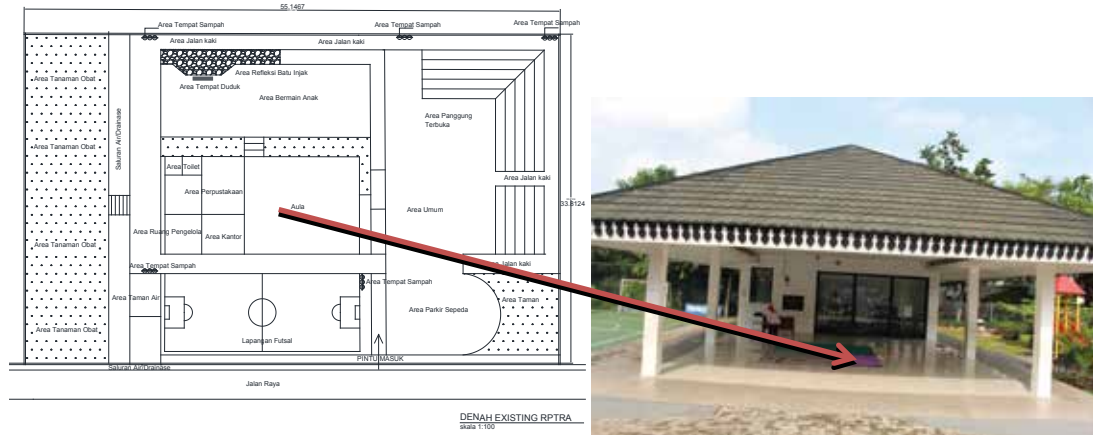 55,1467
Area Tempat Sampah
Area Tempat Sampah
Area Tempat Sampah
Area Jalan kaki
Area Jalan kaki
Area Refleksi Batu Injak
Area Tanaman Obat
Area Tempat Duduk
Area Bermain Anak
Area Panggung
Terbuka
Saluran Air/Drainase
Area Tanaman Obat
Area Toilet
Area Jalan kaki
Area Perpustakaan
Area Tanaman Obat
Aula
Area Umum
33,8124
Area Ruang Pengelola
Area Kantor
Area Tanaman Obat
Area Tempat Sampah
Jalan kaki
Area Tempat Sampah
Area Taman Air
Area Taman
Area Parkir Sepeda
Area Tanaman Obat
Lapangan Futsal
PINTU MASUK
Saluran Air/Drainase
Jalan Raya
DENAH EXISTING RPTRA
skala 1:100